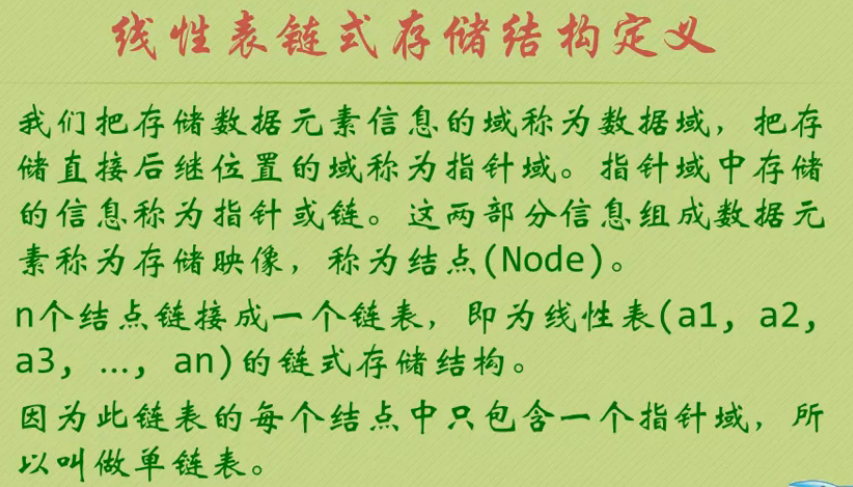 线性表链式存储结构定义
我们把存储数据元素信息的域称为数据域，把存
储直接后继位置的域称为指针域。指针域中存储
的信息称为指针或链。这两部分信息组成数据元
素称为存储映像，称为结点(Node)。
n个结点链接成一个链表，即为线性表(a1, a2,
a3, …, an)的链式存储结构。
因为此链表的每个结点中只包含一个指针域，所
以叫做单链表。